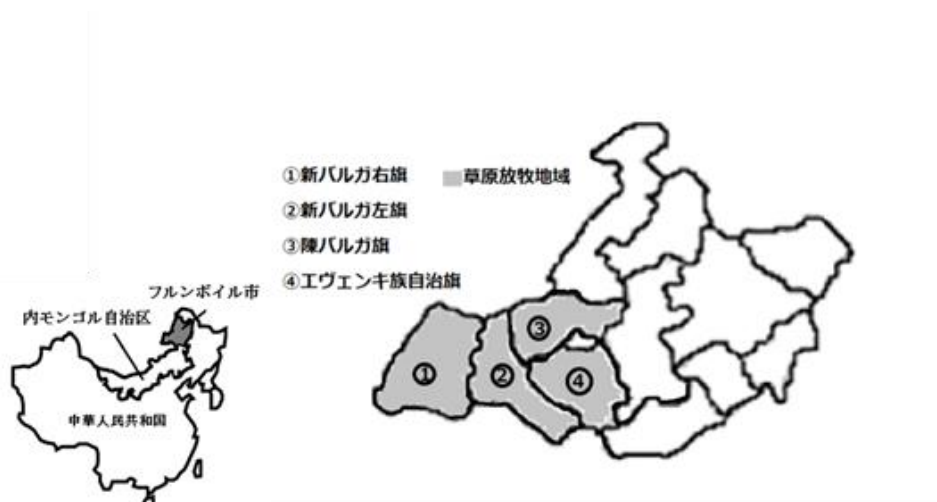 ①新バルガ右旗
草原放牧地域
②新バルガ左旗
③陳バルガ旗
④エヴェンキ族自治旗
フルンボイル市
内モンゴル自治区
中華人民共和国
③
①
②
④